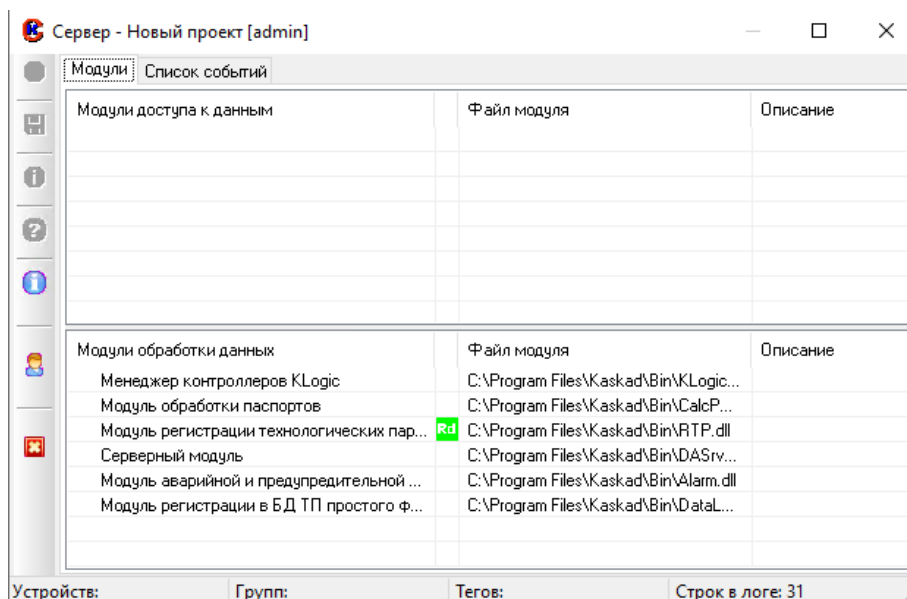 Сервер - Новый проект [admin]
Модули Список событий
Модули доступа к данным Файл модуля Описание
Модули обработки данных Файл модуля Описание
Менеджер контроллеров KLogic C:\Program Files\Kaskad\Bin\KLogic...
Модуль обработки паспортов C:\Program Files\Kaskad\Bin\CalcP...
Модуль регистрации технологических пар... Rd C:\Program Files\Kaskad\Bin\RTP.dll
Серверный модуль C:\Program Files\Kaskad\Bin\DASrv...
Модуль аварийной и предупредительной ... C:\Program Files\Kaskad\Bin\Alarm.dll
Модуль регистрации в БД ТП простого ф... C:\Program Files\Kaskad\Bin\DataL...
Устройств: Групп: Тегов: Строк в логе: 31